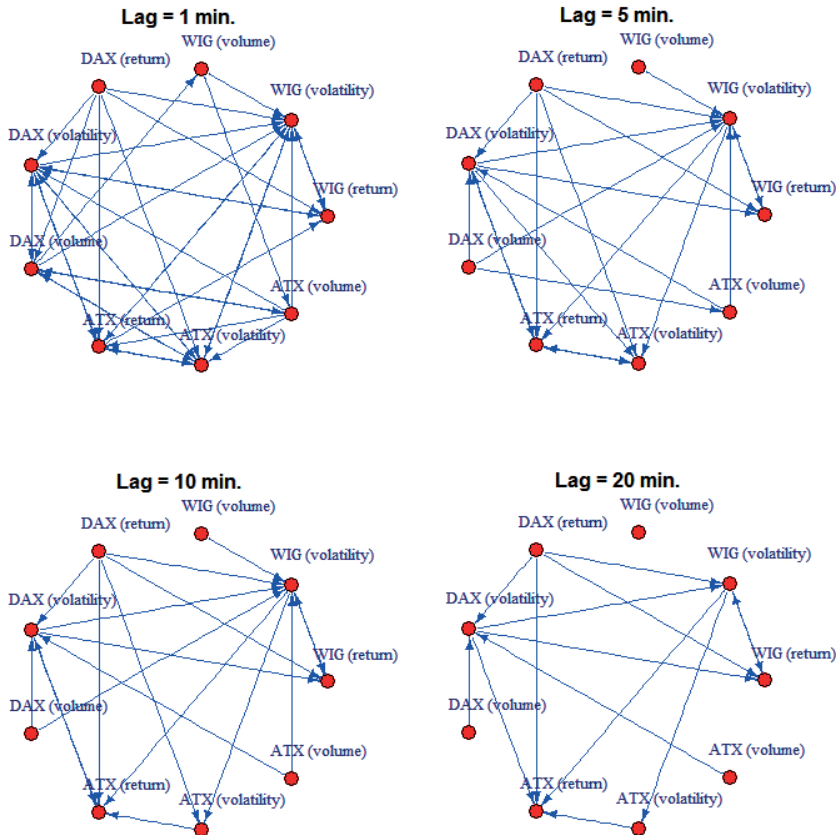 Lag = 1 min.
WIG (volume)
DAX (return)
WIG (volatility)
DAX (volatility)
WIG (return)
DAX (volume)
ATX (volume)
ATX (return)
ATX (volatility)
Lag = 5 min.
WIG (volume)
DAX (return)
WIG (volatility)
DAX (volatility)
WIG (return)
DAX (volume)
ATX (volume)
ATX (return)
ATX (volatility)
Lag = 10 min.
WIG (volume)
DAX (return)
WIG (volatility)
DAX (volatility)
WIG (return)
DAX (volume)
ATX (volume)
ATX (return)
ATX (volatility)
Lag = 20 min.
WIG (volume)
DAX (return)
WIG (volatility)
DAX (volatility)
WIG (return)
DAX (volume)
ATX (volume)
ATX (return)
ATX (volatility)